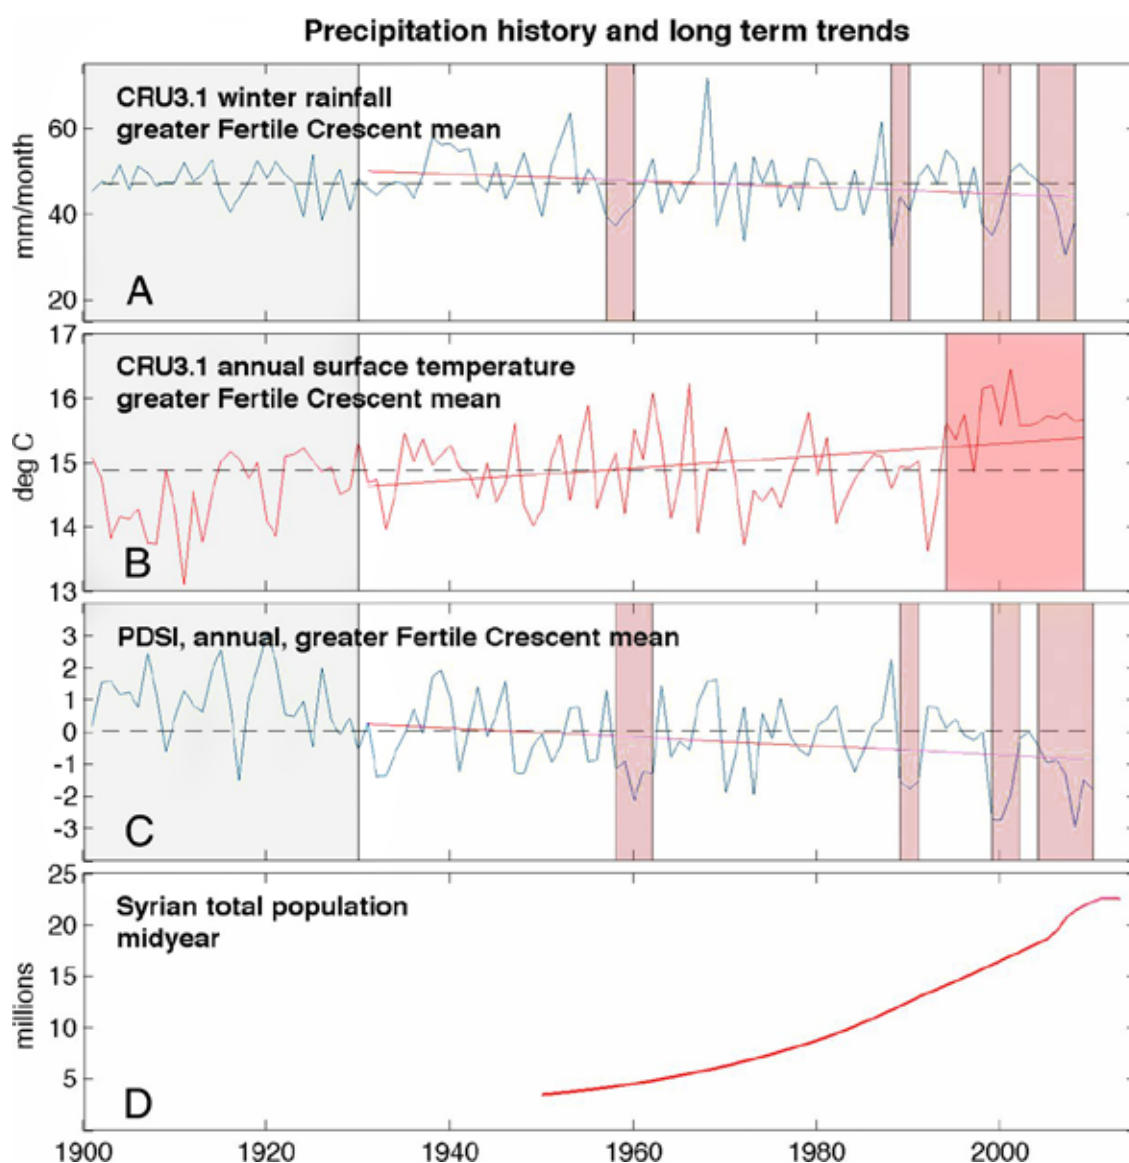 Precipitation history and long term trends
CRU3.1 winter rainfall
greater Fertile Crescent mean
60
40
20
mm/month
A
CRU3.1 annual surface temperature
greater Fertile Crescent mean
17
16
15
14
13
deg C
B
PDSI, annual, greater Fertile Crescent mean
3
2
1
0
-1
-2
-3
C
Syrian total population
midyear
25
20
15
10
5
millions
D
1900 1920 1940 1960 1980 2000